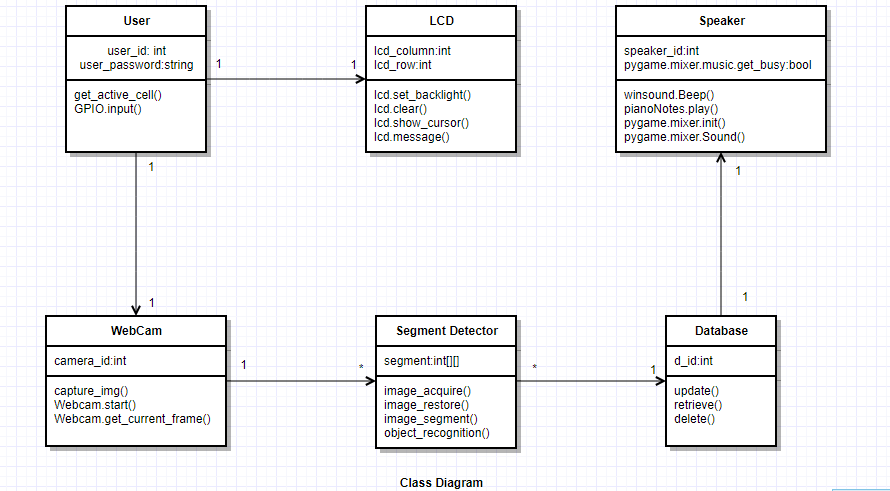 User
user_id: int
user_password:string
get_active_cell()
GPIO.input()
1
1
LCD
lcd_column:int
lcd_row:int
lcd.set_backlight()
lcd.clear()
lcd.show_cursor()
lcd.message()
Speaker
speaker_id:int
pygame.mixer.music.get_busy:bool
winsound.Beep()
pianoNotes.play()
pygame.mixer.init()
pygame.mixer.Sound()
1
1
1
1
WebCam
camera_id:int
capture_img()
Webcam.start()
Webcam.get_current_frame()
1
*
Segment Detector
segment:int[][]
image_acquire()
image_restore()
image_segment()
object_recognition()
*
1
Database
d_id:int
update()
retrieve()
delete()
Class Diagram